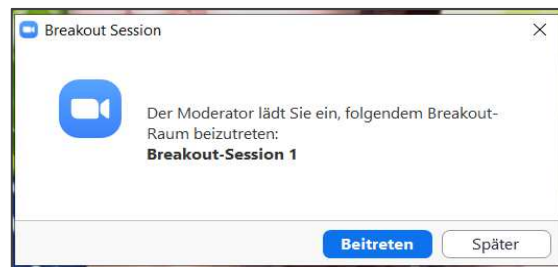 Breakout Session
Der Moderator lädt Sie ein, folgendem Breakout-
Raum beizutreten:
Breakout-Session 1
Beitreten
Später